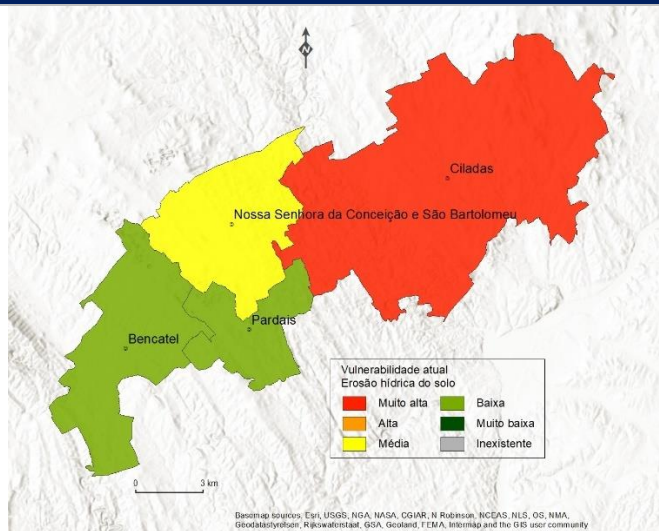 N
Ciladas
Nossa Senhora da Conceição e São Bartolomeu
Pardais
Bencatel
Vulnerabilidade atual
Erosão hídrica do solo
Muito alta
Baixa
Alta
Muito baixa
Média
Inexistente
0 3 km
Basemap sources: Esri, USGS, NGA, NASA, CGIAR, N Robinson, NCEAS, NLS, OS, NMA,
Geodatastyrelsen, Rijkswaterstaat, GSA, Geoland, FEMA, Intermap and the GIS user community